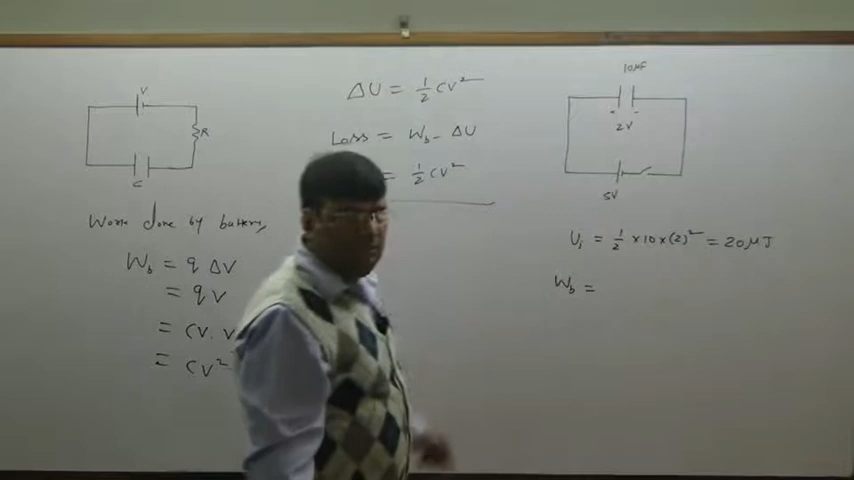 V
R
C
Work done by battery,
W_b = q ΔV
= qV
= CV. V
= CV²
ΔU = 1/2 CV²
Loss = W_b - ΔU
= 1/2 CV²
10μF
+ -
2V
5V
U_i = 1/2 ×10×(2)² = 20μJ
W_b =